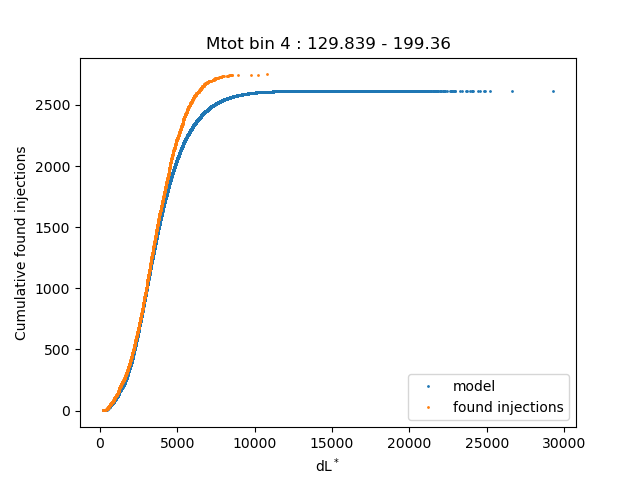 Mtot bin 4 : 129.839 - 199.36
Cumulative found injections
2500
2000
1500
1000
500
0
0 5000 10000 15000 20000 25000 30000
dL*
model
found injections